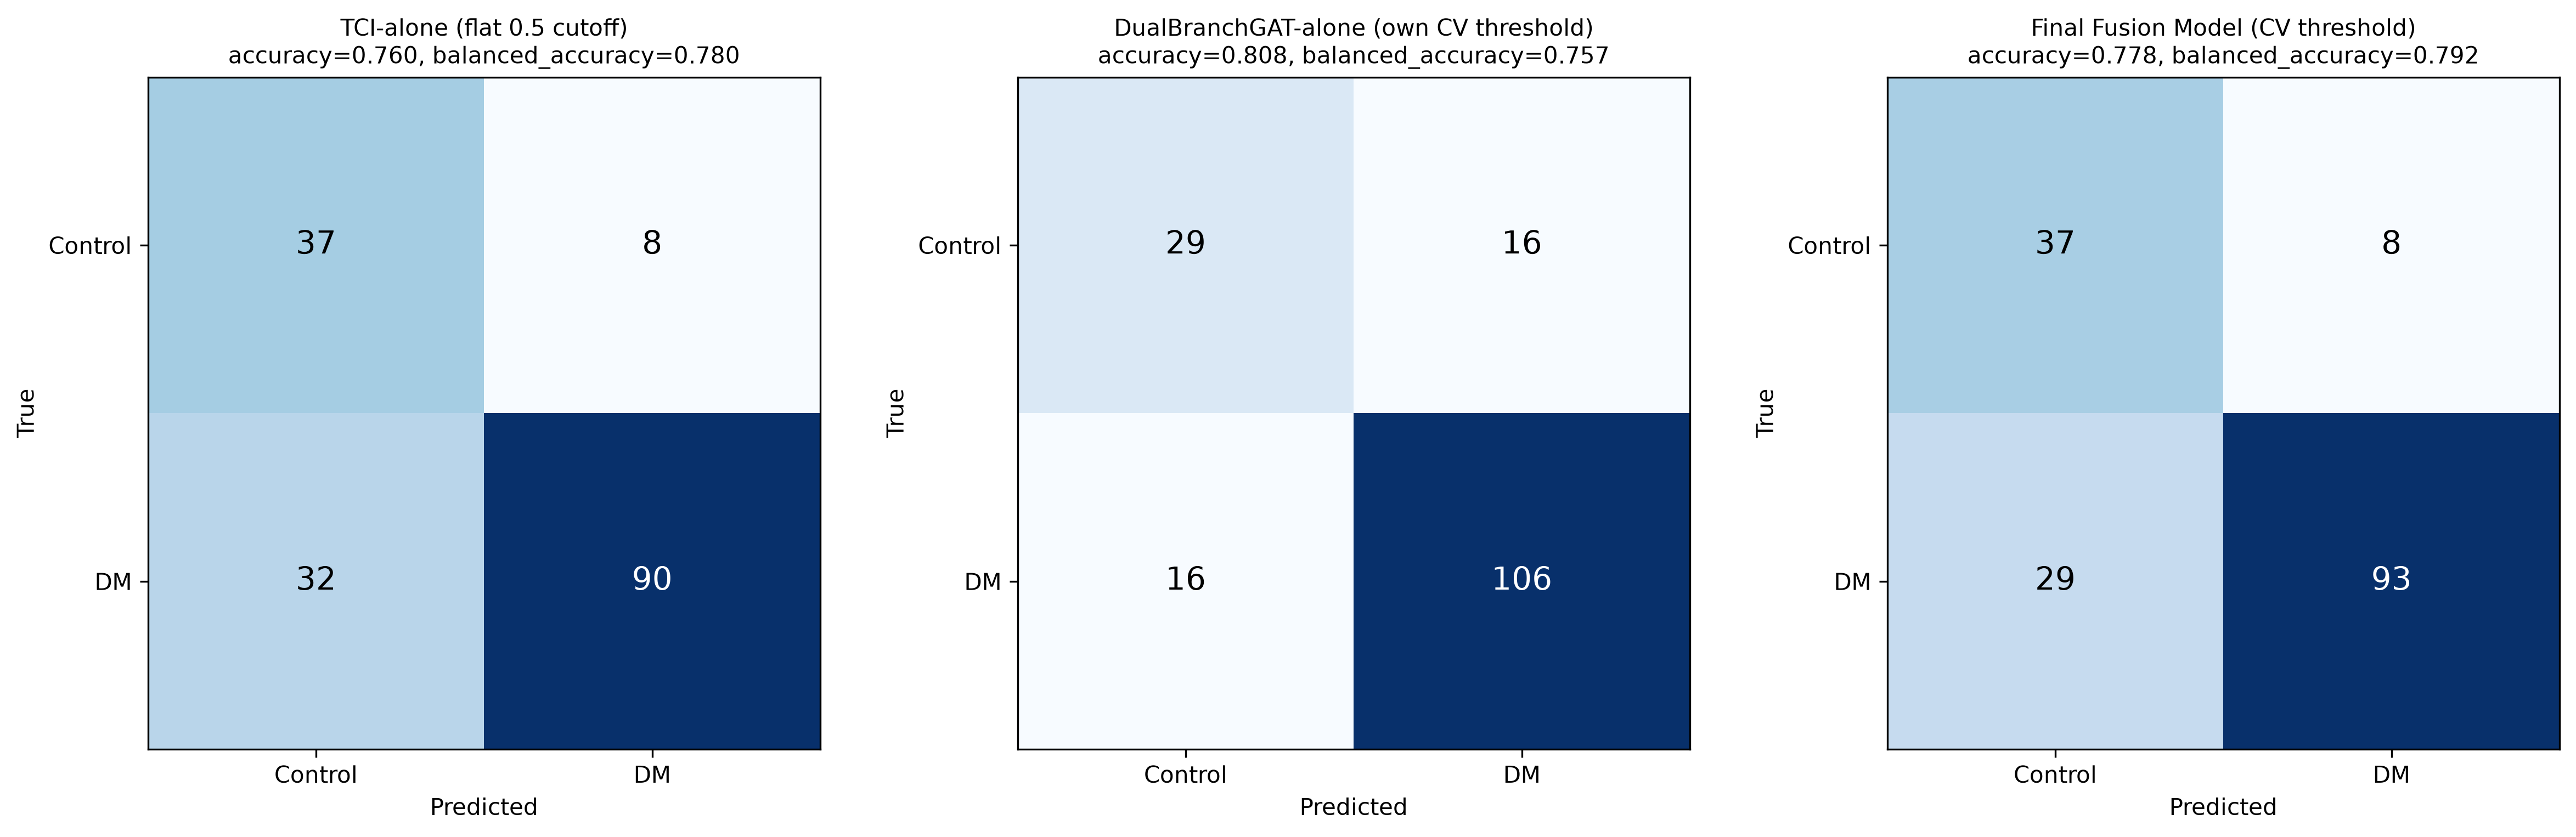 TCI-alone (flat 0.5 cutoff)
accuracy=0.760, balanced_accuracy=0.780
Control
37
8
True
DM
32
90
Control
DM
Predicted
DualBranchGAT-alone (own CV threshold)
accuracy=0.808, balanced_accuracy=0.757
Control
29
16
True
DM
16
106
Control
DM
Predicted
Final Fusion Model (CV threshold)
accuracy=0.778, balanced_accuracy=0.792
Control
37
8
True
DM
29
93
Control
DM
Predicted